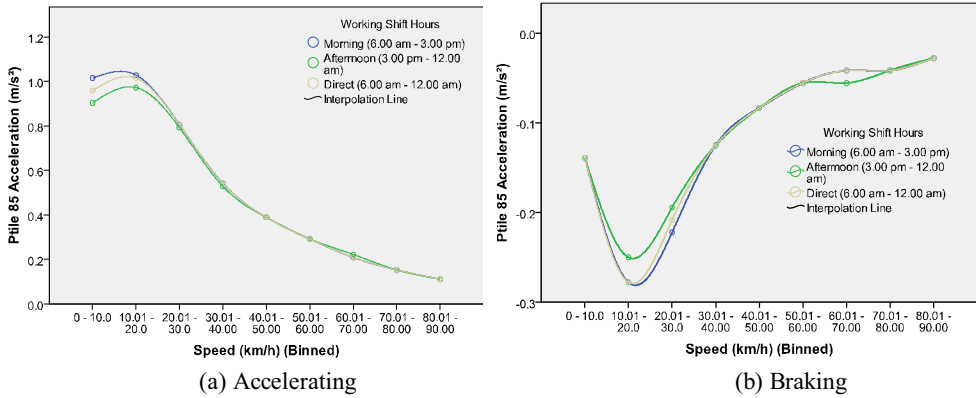 Working Shift Hours
Morning (6.00 am - 3.00 pm)
Afternoon (3.00 pm - 12.00
am)
Direct (6.00 am - 12.00 am)
Interpolation Line
Ptile 85 Acceleration (m/s²)
1.2
1.0
0.8
0.6
0.4
0.2
0.0
0 - 10.0 10.01 - 20.0 20.01 - 30.0 30.01 - 40.00 40.01 - 50.00 50.01 - 60.00 60.01 - 70.00 70.01 - 80.00 80.01 - 90.00
Speed (km/h) (Binned)
(a) Accelerating
Ptile 85 Acceleration (m/s²)
0.0
-0.1
-0.2
-0.3
Working Shift Hours
Morning (6.00 am - 3.00 pm)
Afternoon (3.00 pm - 12.00
am)
Direct (6.00 am - 12.00 am)
Interpolation Line
0 - 10.0 10.01 - 20.0 20.01 - 30.0 30.01 - 40.00 40.01 - 50.00 50.01 - 60.00 60.01 - 70.00 70.01 - 80.00 80.01 - 90.00
Speed (km/h) (Binned)
(b) Braking